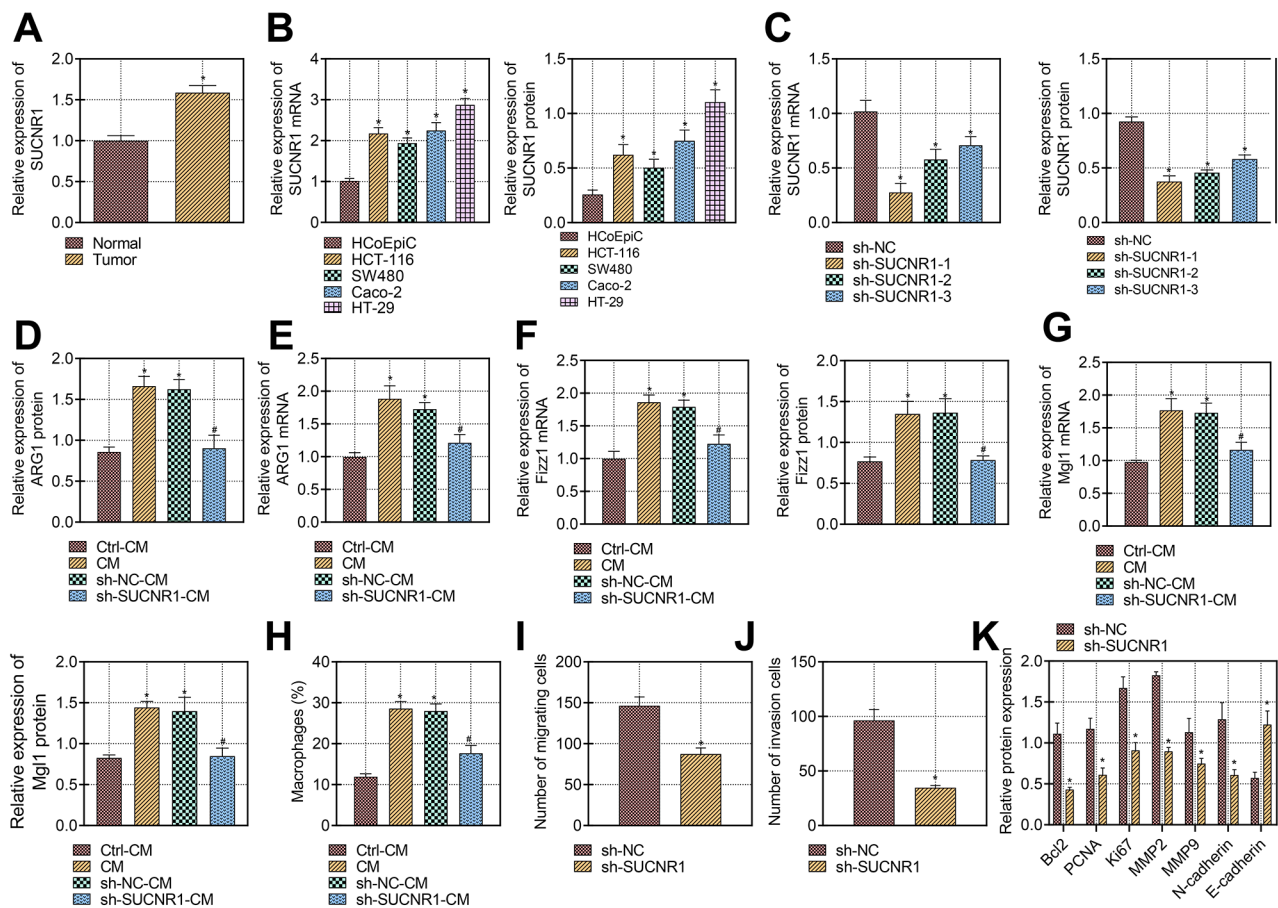 A
Relative expression of
SUCNR1
2.0
1.5
1.0
0.5
0.0
*
Normal
Tumor
B
Relative expression of
SUCNR1 mRNA
4
3
2
1
0
* * * *
HCoEpiC
HCT-116
SW480
Caco-2
HT-29
Relative expression of
SUCNR1 protein
1.5
1.0
0.5
0.0
* * * *
HCoEpiC
HCT-116
SW480
Caco-2
HT-29
C
Relative expression of
SUCNR1 mRNA
1.5
1.0
0.5
0.0
* * *
sh-NC
sh-SUCNR1-1
sh-SUCNR1-2
sh-SUCNR1-3
Relative expression of
SUCNR1 protein
1.5
1.0
0.5
0.0
* * *
sh-NC
sh-SUCNR1-1
sh-SUCNR1-2
sh-SUCNR1-3
D
Relative expression of
ARG1 protein
2.0
1.5
1.0
0.5
0.0
* * #
Ctrl-CM
CM
sh-NC-CM
sh-SUCNR1-CM
E
Relative expression of
ARG1 mRNA
2.5
2.0
1.5
1.0
0.5
0.0
* * #
Ctrl-CM
CM
sh-NC-CM
sh-SUCNR1-CM
F
Relative expression of
Fizz1 mRNA
2.5
2.0
1.5
1.0
0.5
0.0
* * #
Ctrl-CM
CM
sh-NC-CM
sh-SUCNR1-CM
Relative expression of
Fizz1 protein
2.0
1.5
1.0
0.5
0.0
* * #
G
Relative expression of
Mgl1 mRNA
2.5
2.0
1.5
1.0
0.5
0.0
* * #
Ctrl-CM
CM
sh-NC-CM
sh-SUCNR1-CM
Relative expression of
Mgl1 protein
2.0
1.5
1.0
0.5
0.0
* * #
Ctrl-CM
CM
sh-NC-CM
sh-SUCNR1-CM
H
Macrophages (%)
40
30
20
10
0
* * #
Ctrl-CM
CM
sh-NC-CM
sh-SUCNR1-CM
I
Number of migrating cells
200
150
100
50
0
*
sh-NC
sh-SUCNR1
J
Number of invasion cells
150
100
50
0
*
sh-NC
sh-SUCNR1
K
sh-NC
sh-SUCNR1
Relative protein expression
2.0
1.5
1.0
0.5
0.0
* * * * * * *
Bcl2
PCNA
Ki67
MMP2
MMP9
N-cadherin
E-cadherin